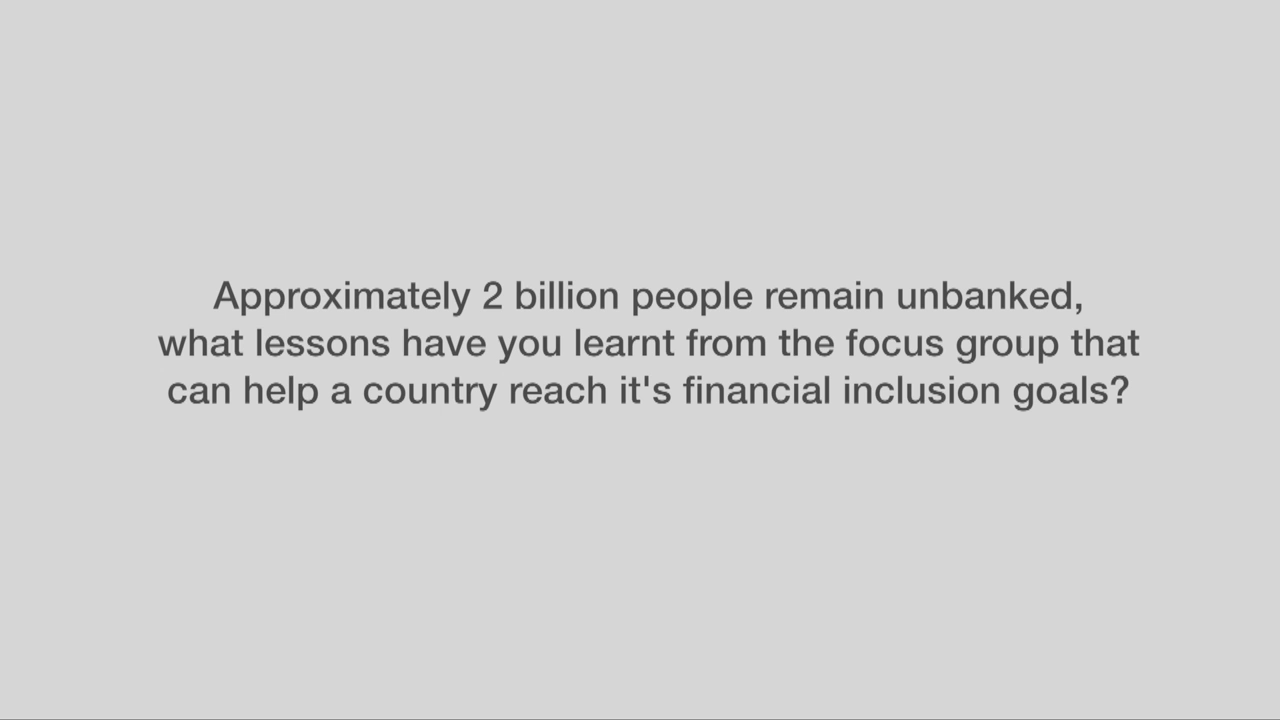 Approximately 2 billion people remain unbanked,
what lessons have you learnt from the focus group that
can help a country reach it's financial inclusion goals?